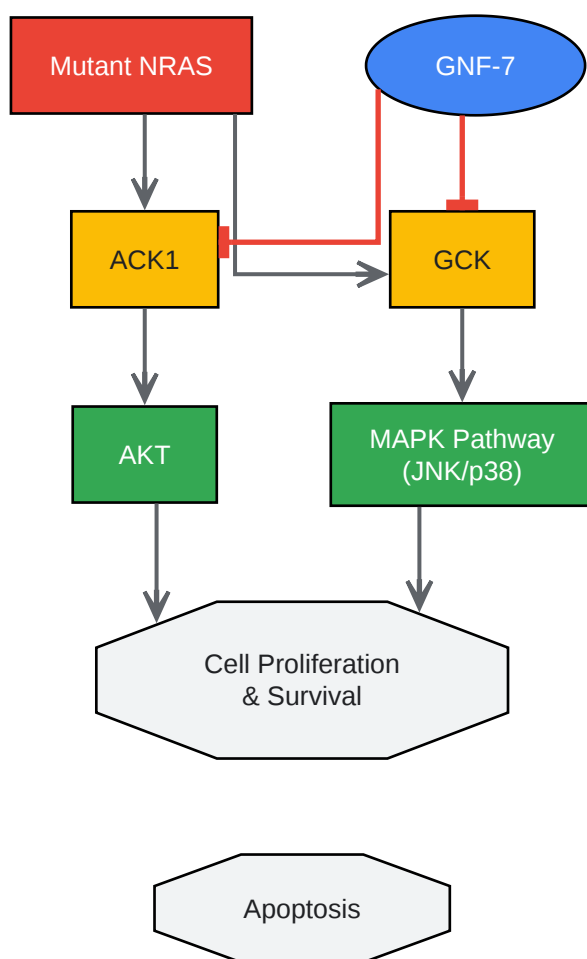 Mutant NRAS
GNF-7
ACK1
GCK
AKT
MAPK Pathway
(JNK/p38)
Cell Proliferation
& Survival
Apoptosis